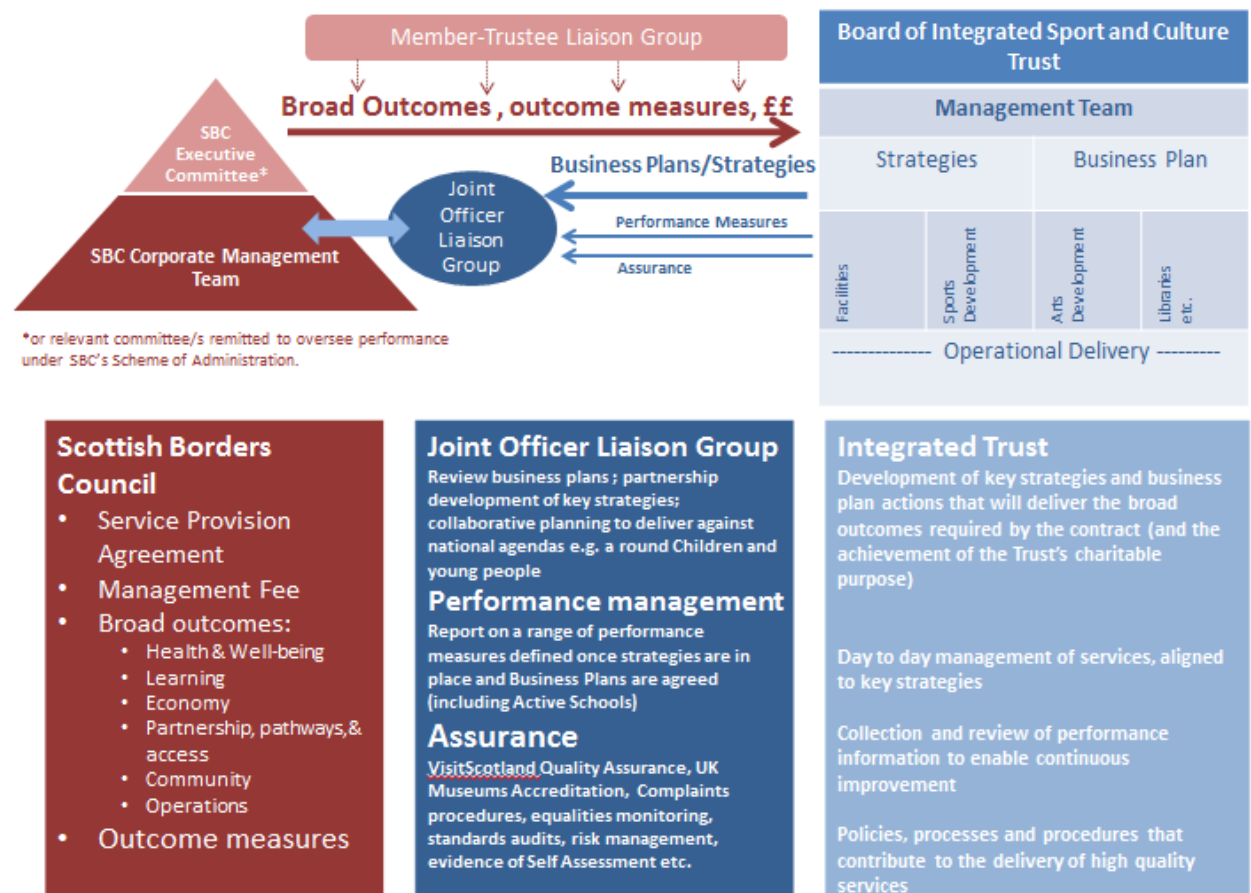 Member-Trustee Liaison Group
Broad Outcomes , outcome measures, ££
SBC
Executive
Committee*
SBC Corporate Management
Team
Joint
Officer
Liaison
Group
Business Plans/Strategies
Performance Measures
Assurance
*or relevant committee/s remitted to oversee performance
under SBC's Scheme of Administration.
Board of Integrated Sport and Culture
Trust
Management Team
Strategies
Business Plan
Facilities
Sports
Development
Arts
Development
Libraries
etc.
-------------- Operational Delivery ---------
Scottish Borders
Council
• Service Provision
Agreement
• Management Fee
• Broad outcomes:
• Health & Well-being
• Learning
• Economy
• Partnership, pathways,&
access
• Community
• Operations
• Outcome measures
Joint Officer Liaison Group
Review business plans ; partnership
development of key strategies;
collaborative planning to deliver against
national agendas e.g. a round Children and
young people
Performance management
Report on a range of performance
measures defined once strategies are in
place and Business Plans are agreed
(including Active Schools)
Assurance
VisitScotland Quality Assurance, UK
Museums Accreditation, Complaints
procedures, equalities monitoring,
standards audits, risk management,
evidence of Self Assessment etc.
Integrated Trust
Development of key strategies and business
plan actions that will deliver the broad
outcomes required by the contract (and the
achievement of the Trust's charitable
purpose)
Day to day management of services, aligned
to key strategies
Collection and review of performance
information to enable continuous
improvement
Policies, processes and procedures that
contribute to the delivery of high quality
services